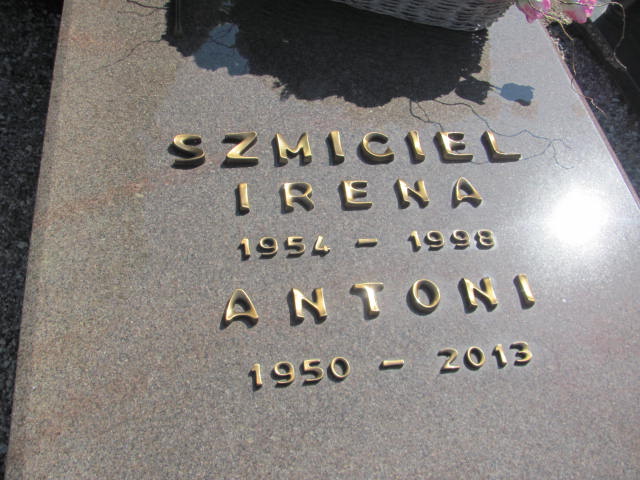 SZMICIEL
IRENA
1954 - 1998
ANTONI
1950 - 2013